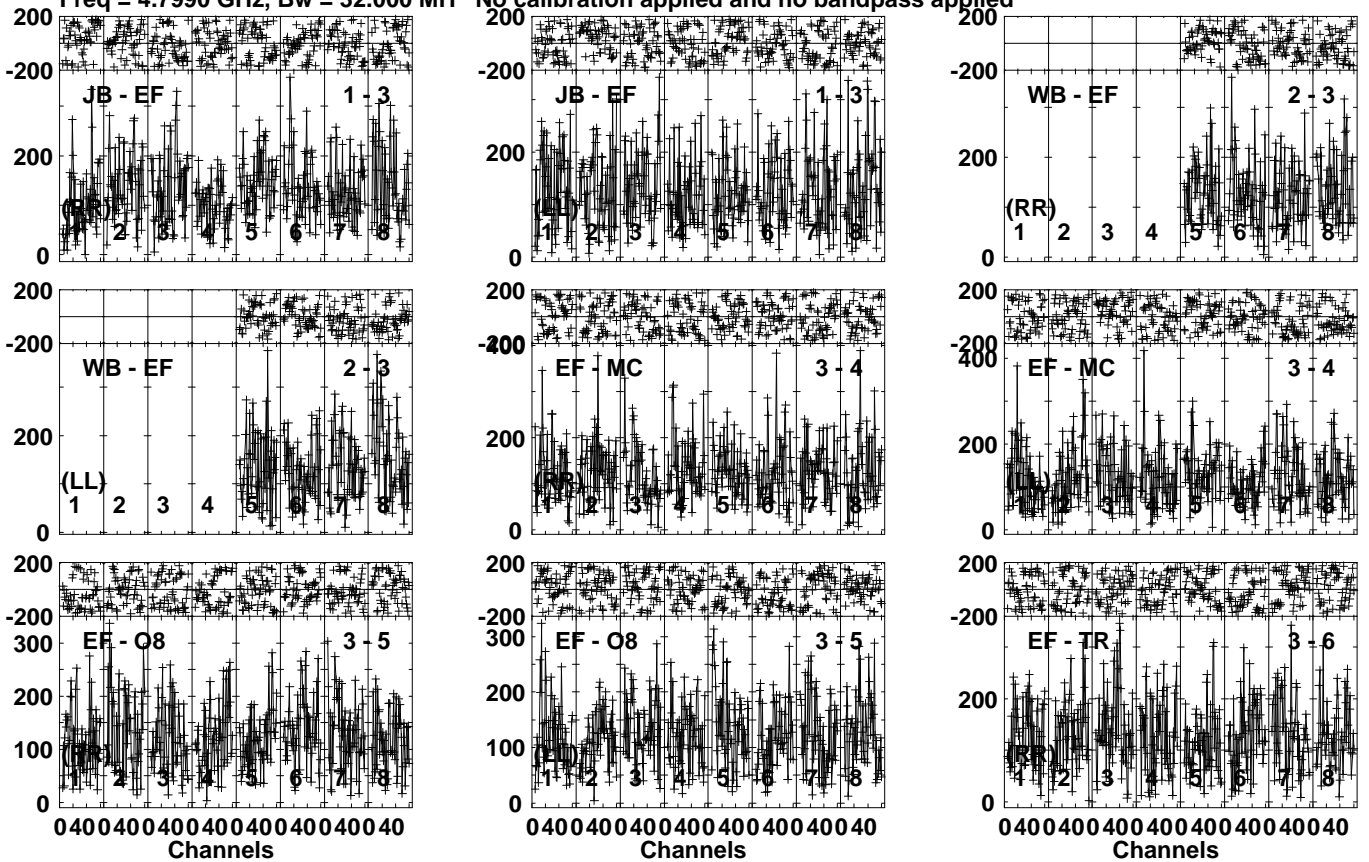 Freq = 4.7990 GHz, Bw = 32.000 MH No calibration applied and no bandpass applied
200 200 200
-200 -200 -200
JB - EF 1 - 3 JB - EF 1 - 3 WB - EF 2 - 3
200 200 200
(RR) (LL) (RR)
1 2 3 4 5 6 7 8 1 2 3 4 5 6 7 8 1 2 3 4 5 6 7 8
0 0 0
200 200 200
-200 -200 -200
400 400
WB - EF 2 - 3 EF - MC 3 - 4 EF - MC 3 - 4
200 200 200
(LL) (RR) (LL)
1 2 3 4 5 6 7 8 1 2 3 4 5 6 7 8 1 2 3 4 5 6 7 8
0 0 0
200 200 200
-200 -200 -200
EF - O8 3 - 5 EF - O8 3 - 5 EF - TR 3 - 6
300 300
200 200 200
100 100
(RR) (LL) (RR)
1 2 3 4 5 6 7 8 1 2 3 4 5 6 7 8 1 2 3 4 5 6 7 8
0 0 0
0 40 0 40 0 40 0 40 0 40 0 40 0 40 0 40 0 40 0 40 0 40 0 40 0 40 0 40 0 40 0 40 0 40 0 40 0 40 0 40 0 40 0 40 0 40 0 40
Channels Channels Channels